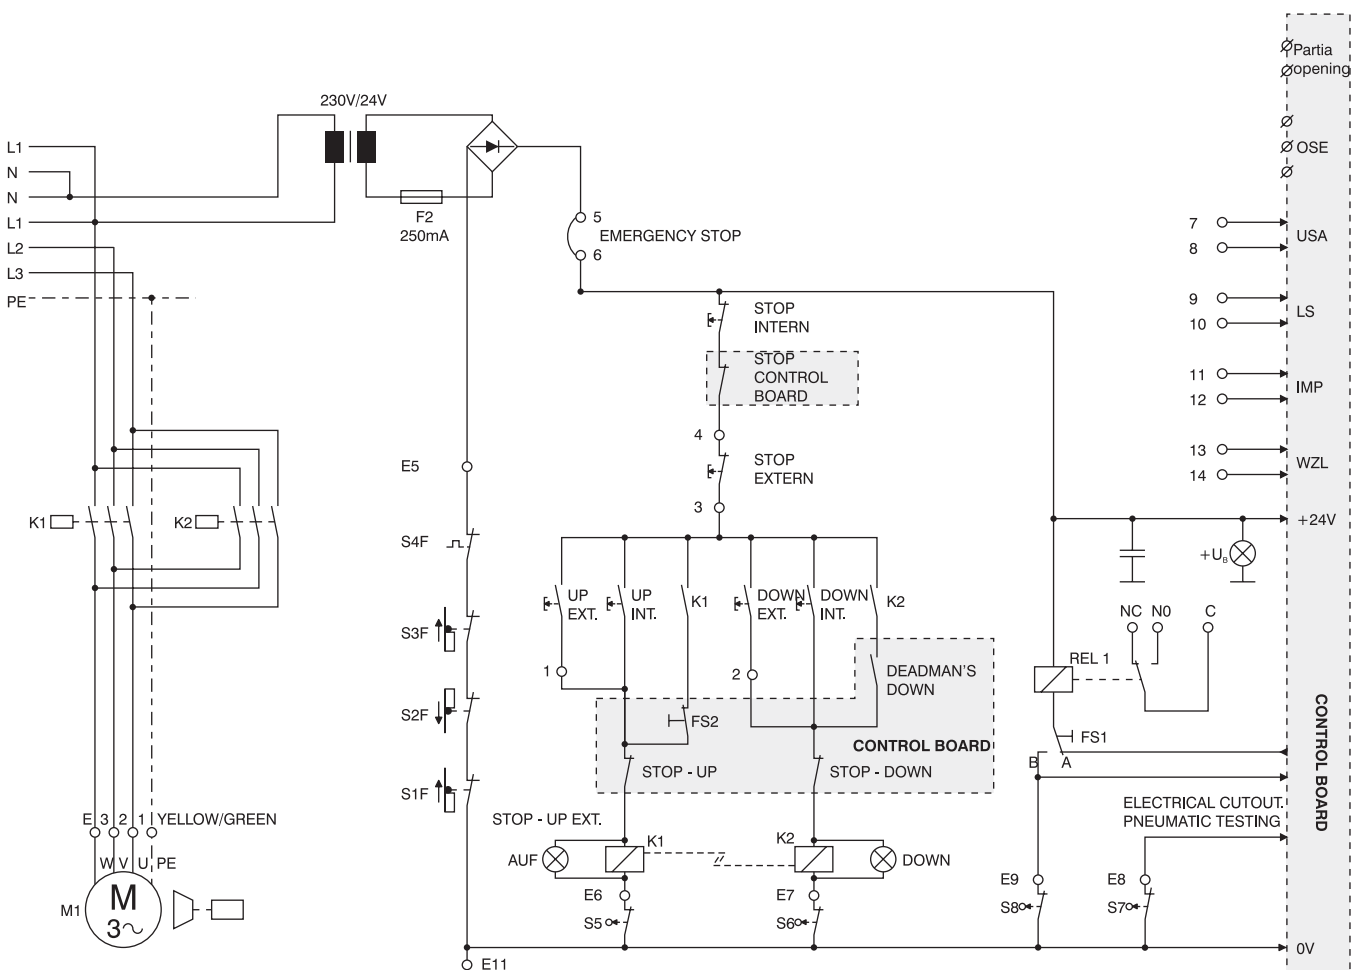 Partia
opening
230V/24V
L1
OSE
N
N
F2
250mA
5
EMERGENCY STOP
6
7
8
USA
L1
L2
L3
PE
9
10
LS
STOP
INTERN
STOP
CONTROL
BOARD
11
12
IMP
4
STOP
EXTERN
3
13
14
WZL
E5
+24V
K1
K2
S4F
+UB
UP
EXT.
UP
INT.
K1
DOWN
EXT.
DOWN
INT.
K2
NC
N0
C
S3F
1
2
DEADMAN'S
DOWN
REL 1
S2F
FS2
CONTROL BOARD
FS1
B
A
STOP - UP
STOP - DOWN
S1F
CONTROL BOARD
ELECTRICAL CUTOUT.
PNEUMATIC TESTING
E 3 2 1 YELLOW/GREEN
STOP - UP EXT.
K1
K2
AUF
DOWN
W V U PE
M1
M
3~
E6
E7
E9
E8
S5
S6
S8
S7
0V
E11